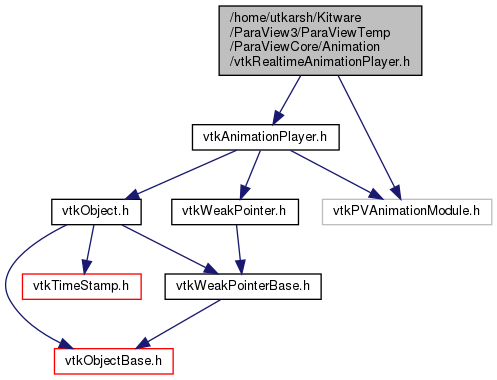 /home/utkarsh/Kitware
/ParaView3/ParaViewTemp
/ParaViewCore/Animation
/vtkRealtimeAnimationPlayer.h
vtkAnimationPlayer.h
vtkObject.h
vtkWeakPointer.h
vtkPVAnimationModule.h
vtkTimeStamp.h
vtkWeakPointerBase.h
vtkObjectBase.h